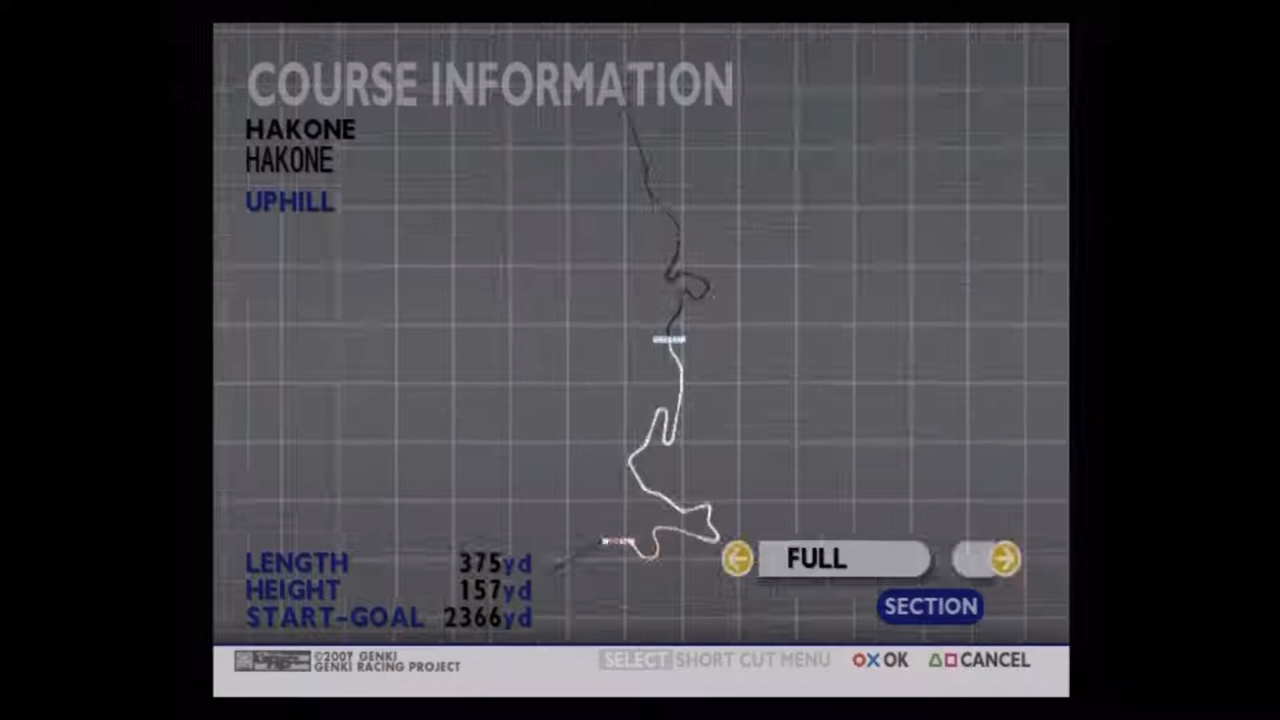 COURSE INFORMATION
HAKONE
HAKONE
UPHILL
LENGTH 375yd
HEIGHT 157yd
START-GOAL 2366yd
FULL
SECTION
©2007 GENKI
GENKI RACING PROJECT
SELECT SHORT CUT MENU
OK
CANCEL